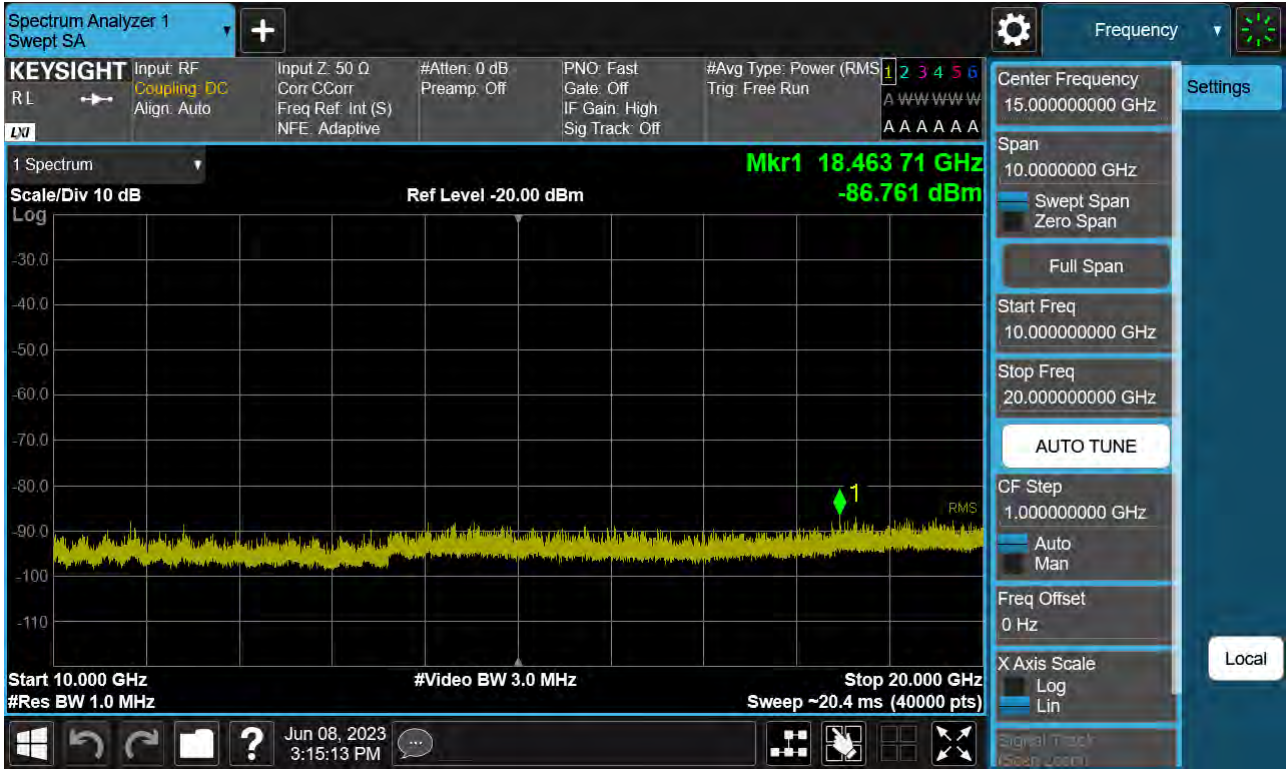 Spectrum Analyzer 1
Swept SA
+
Frequency
KEYSIGHT
R L
LXI
Input: RF
Coupling: DC
Align: Auto
Input Z: 50 Ω
Corr CCorr
Freq Ref: Int (S)
NFE: Adaptive
#Atten: 0 dB
Preamp: Off
PNO: Fast
Gate: Off
IF Gain: High
Sig Track: Off
#Avg Type: Power (RMS
Trig: Free Run
1 2 3 4 5 6
A W W W W W
A A A A A A
1 Spectrum
Scale/Div 10 dB
Ref Level -20.00 dBm
Mkr1 18.463 71 GHz
-86.761 dBm
Log
-30.0
-40.0
-50.0
-60.0
-70.0
-80.0
-90.0
-100
-110
1
RMS
Start 10.000 GHz
#Video BW 3.0 MHz
Stop 20.000 GHz
#Res BW 1.0 MHz
Sweep ~20.4 ms (40000 pts)
Center Frequency
15.000000000 GHz
Settings
Span
10.0000000 GHz
Swept Span
Zero Span
Full Span
Start Freq
10.000000000 GHz
Stop Freq
20.000000000 GHz
AUTO TUNE
CF Step
1.000000000 GHz
Auto
Man
Freq Offset
0 Hz
X Axis Scale
Log
Lin
Signal Track
(Span Zoom)
Local
?
Jun 08, 2023
3:15:13 PM